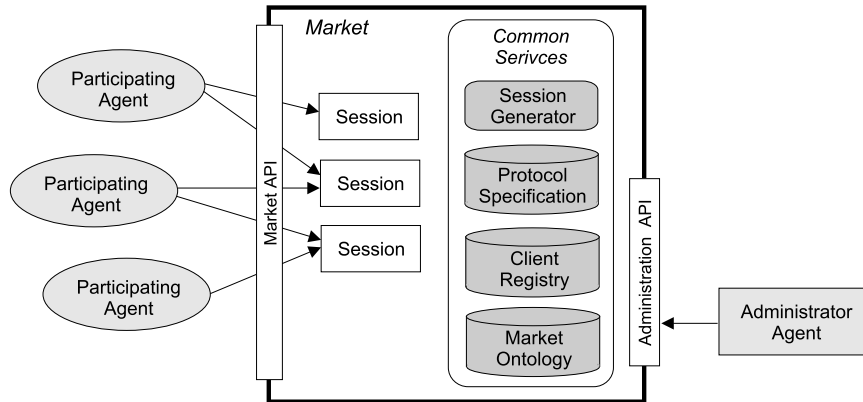 Market
Common
Serivces
Participating
Agent
Session
Generator
Session
Participating
Agent
Session
Protocol
Specification
Market API
Session
Client
Registry
Administration API
Participating
Agent
Market
Ontology
Administrator
Agent